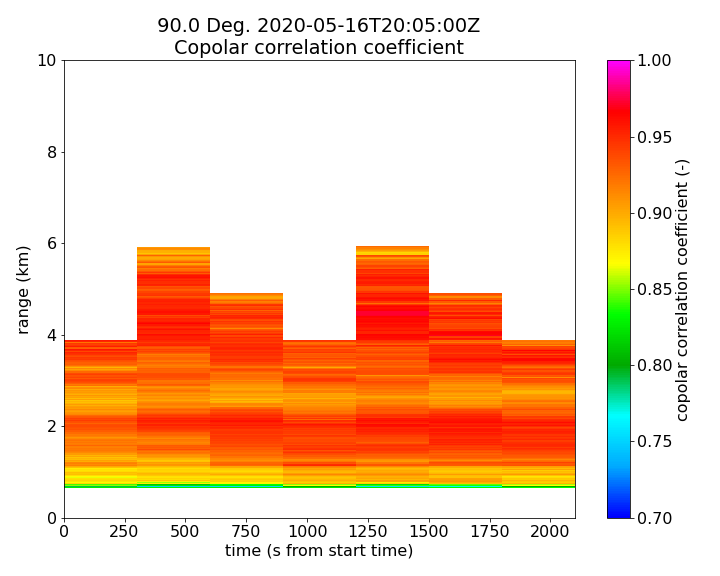 90.0 Deg. 2020-05-16T20:05:00Z
Copolar correlation coefficient
10
8
6
4
2
0
range (km)
0 250 500 750 1000 1250 1500 1750 2000
time (s from start time)
1.00
0.95
0.90
0.85
0.80
0.75
0.70
copolar correlation coefficient (-)